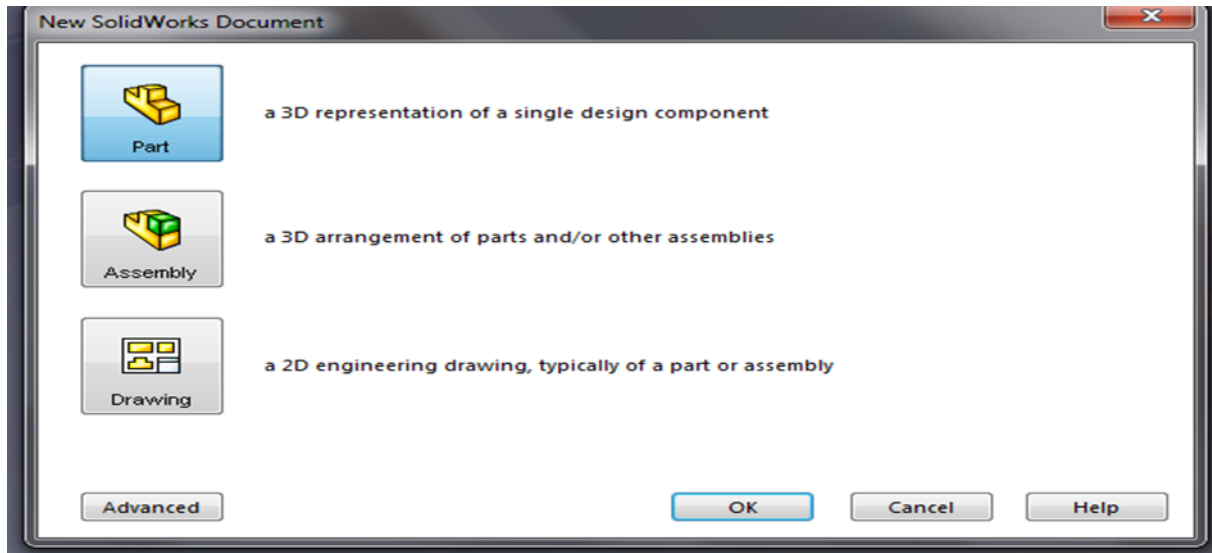 New SolidWorks Document
Part
a 3D representation of a single design component
Assembly
a 3D arrangement of parts and/or other assemblies
Drawing
a 2D engineering drawing, typically of a part or assembly
Advanced
OK
Cancel
Help